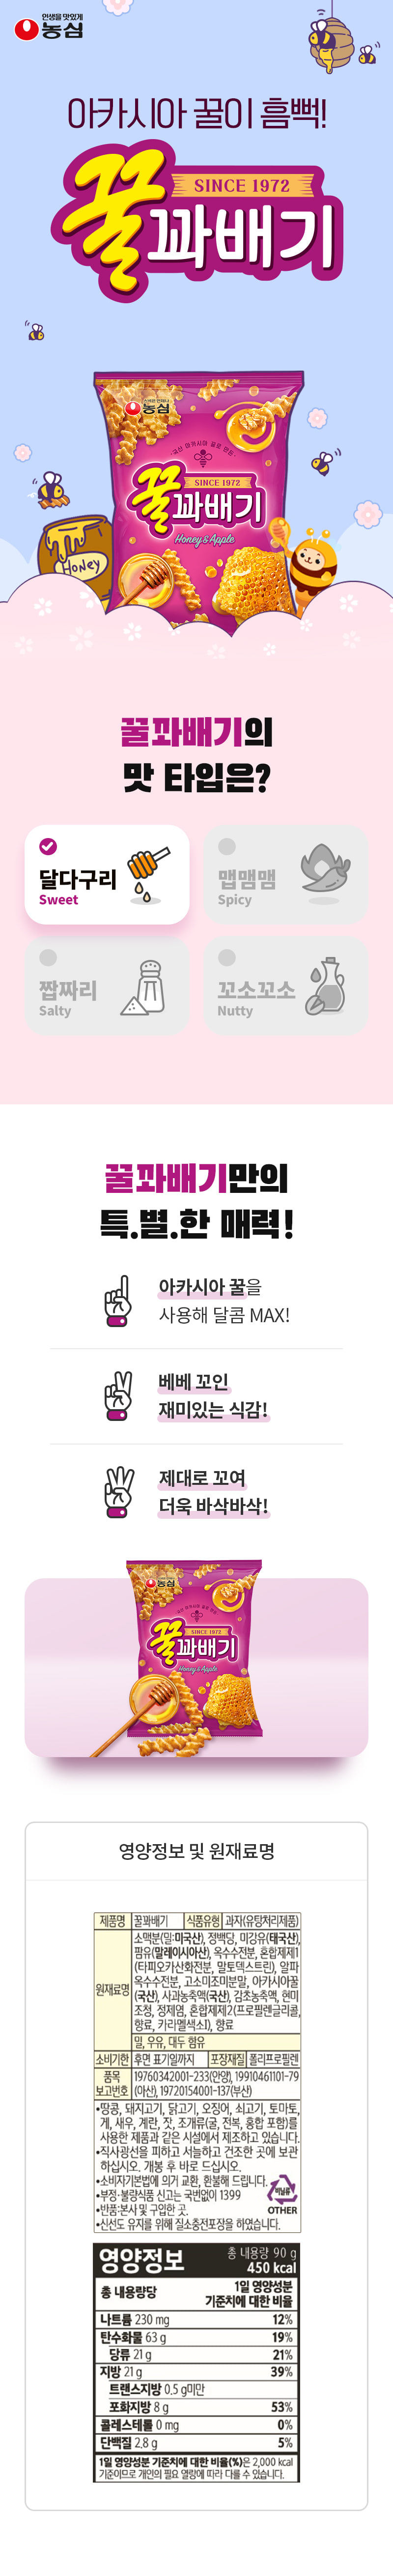 인생을 맛있게
농심
아카시아 꿀이 흠뻑!
SINCE 1972
꿀꽈배기
농심
국산 아카시아 꿀로 만든
SINCE 1972
꿀꽈배기
Honey & Apple
Honey
꿀꽈배기의
맛 타입은?
달다구리
Sweet
맵맴맴
Spicy
짭짜리
Salty
꼬소꼬소
Nutty
꿀꽈배기만의
특.별.한 매력!
아카시아 꿀을
사용해 달콤 MAX!
베베 꼬인
재미있는 식감!
제대로 꼬여
더욱 바삭바삭!
농심
SINCE 1972
꿀꽈배기
Honey & Apple
영양정보 및 원재료명
제품명 꿀꽈배기 식품유형 과자(유탕처리제품)
원재료명
소맥분(밀:미국산), 정백당, 미강유(태국산),
팜유(말레이시아산), 옥수수전분, 혼합제제1
(타피오카산화전분, 말토덱스트린), 알파
옥수수전분, 고소미조미분말, 아카시아꿀
(국산), 사과농축액(국산), 감초농축액, 현미
조청, 정제염, 혼합제제2(프로필렌글리콜,
향료, 카라멜색소I), 향료
밀, 우유, 대두 함유
소비기한 후면 표기일까지 포장재질 폴리프로필렌
품목
보고번호
19760342001-233(안양), 19910461101-79
(아산), 19720154001-137(부산)
•땅콩, 돼지고기, 닭고기, 오징어, 쇠고기, 토마토,
게, 새우, 계란, 잣, 조개류(굴, 전복, 홍합 포함)를
사용한 제품과 같은 시설에서 제조하고 있습니다.
•직사광선을 피하고 서늘하고 건조한 곳에 보관
하십시오. 개봉 후 바로 드십시오.
•소비자기본법에 의거 교환, 환불해 드립니다.
•부정·불량식품 신고는 국번없이 1399
•반품:본사 및 구입한 곳.
•신선도 유지를 위해 질소충전포장을 하였습니다.
비닐류
OTHER
영양정보
총 내용량 90 g
450 kcal
총 내용량당
1일 영양성분
기준치에 대한 비율
나트륨 230 mg 12%
탄수화물 63 g 19%
당류 21 g 21%
지방 21 g 39%
트랜스지방 0.5 g미만
포화지방 8 g 53%
콜레스테롤 0 mg 0%
단백질 2.8 g 5%
1일 영양성분 기준치에 대한 비율(%)은 2,000 kcal
기준이므로 개인의 필요 열량에 따라 다를 수 있습니다.